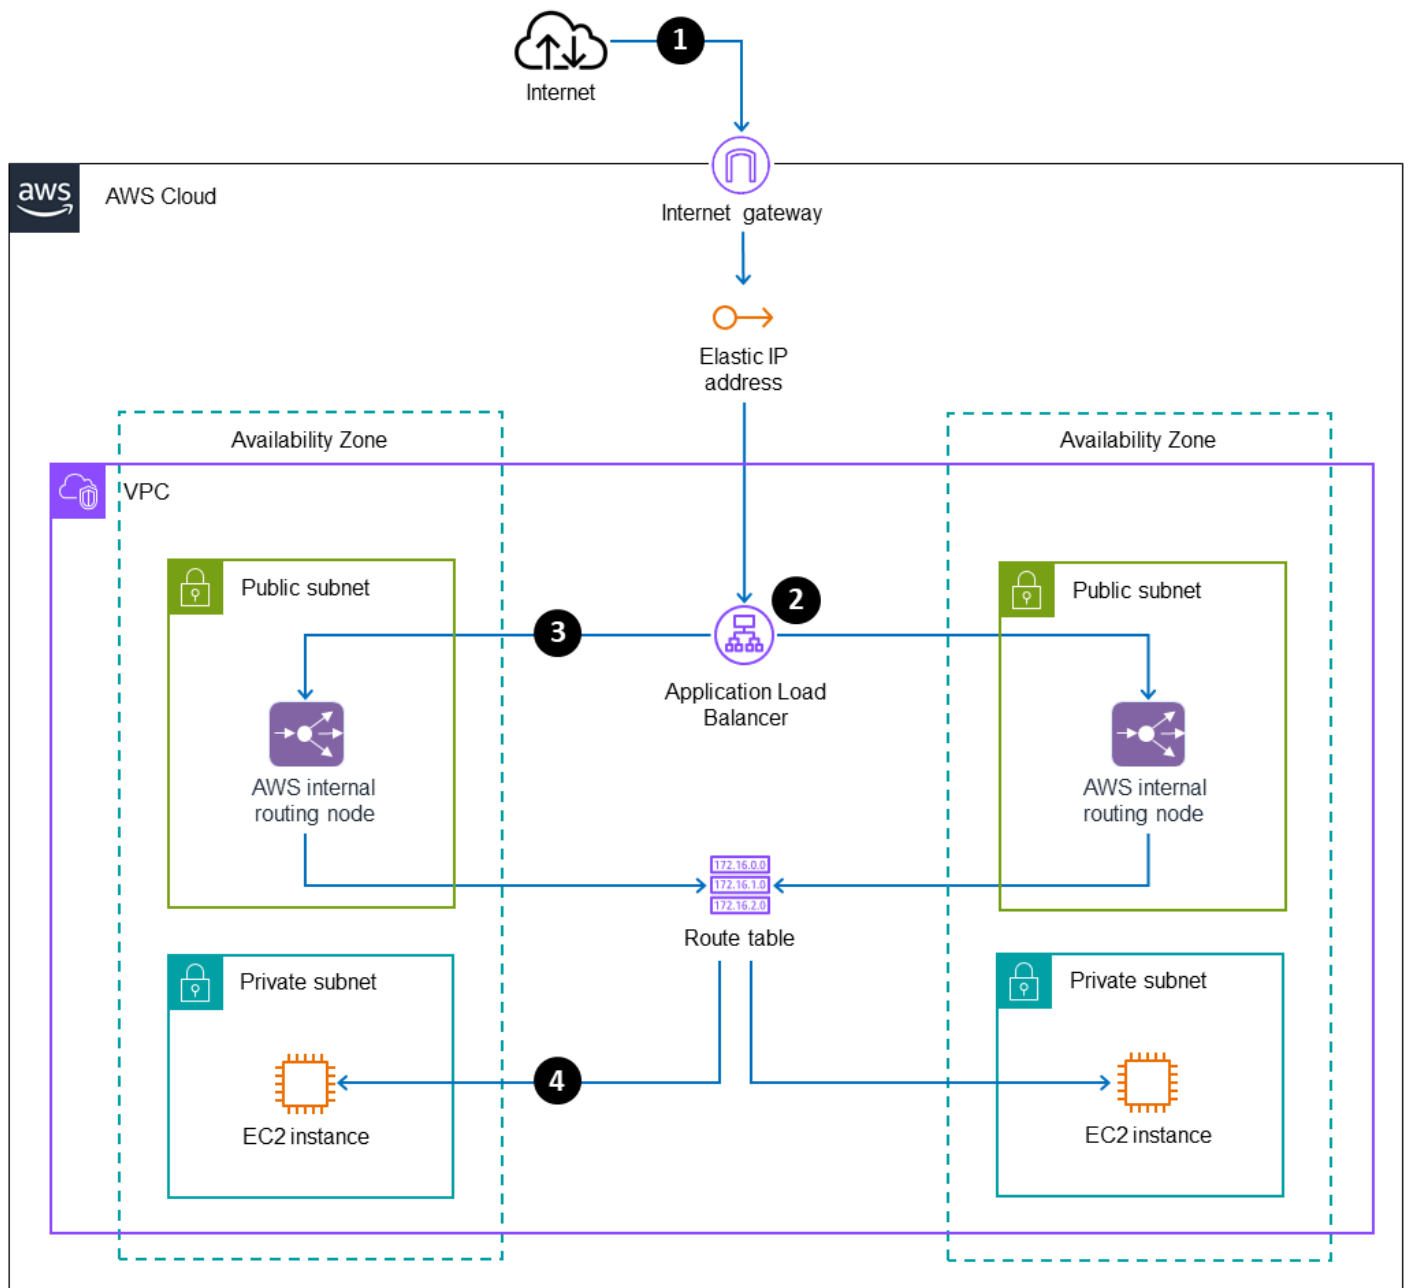 1
Internet
aws
AWS Cloud
Internet gateway
Elastic IP
address
Availability Zone
Availability Zone
VPC
Public subnet
Public subnet
2
3
Application Load
Balancer
AWS internal
routing node
AWS internal
routing node
172.16.0.0
172.16.1.0
172.16.2.0
Route table
Private subnet
Private subnet
4
EC2 instance
EC2 instance